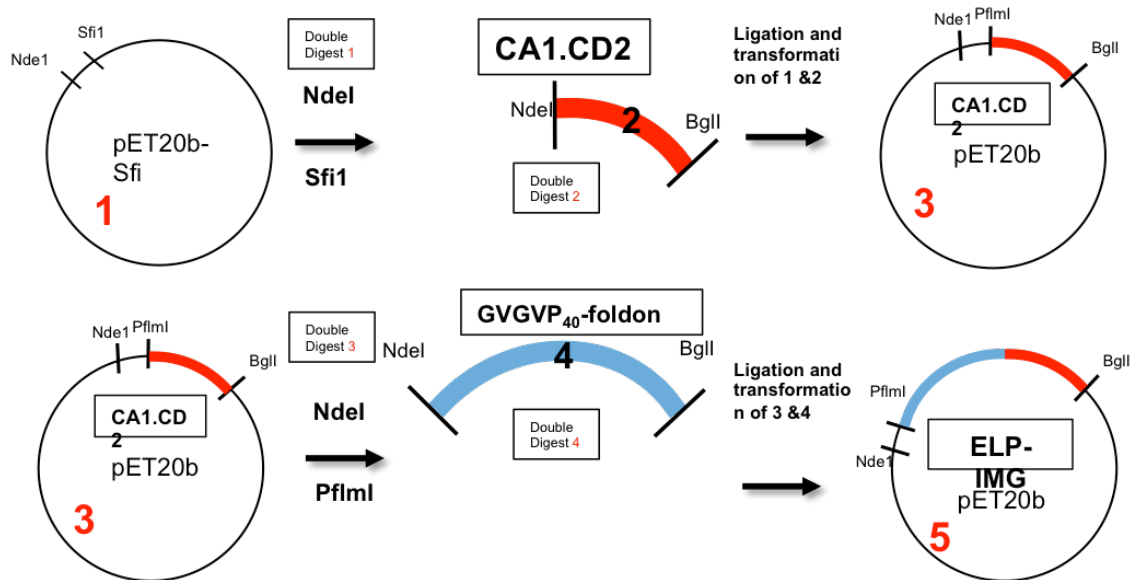 Nde1
Sfi1
pET20b-
Sfi
1
Double
Digest 1
NdeI
Sfi1
CA1.CD2
NdeI
2
BglI
Double
Digest 2
Ligation and
transformati
on of 1 &2
Nde1
PflmI
BglI
CA1.CD
2
pET20b
3
Nde1
PflmI
BglI
CA1.CD
2
pET20b
3
Double
Digest 3
NdeI
PflmI
GVGVP40-foldon
NdeI
4
BglI
Double
Digest 4
Ligation and
transformatio
n of 3 &4
PflmI
Nde1
BglI
ELP-
IMG
pET20b
5